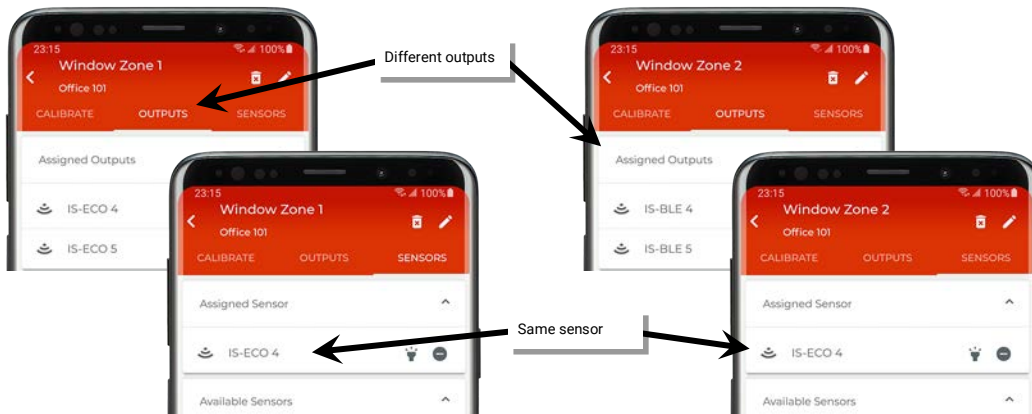 23:15
100%
Window Zone 1
Office 101
CALIBRATE OUTPUTS SENSORS
Assigned Outputs
IS-ECO 4
IS-ECO 5
23:15
100%
Window Zone 1
Office 101
CALIBRATE OUTPUTS SENSORS
Assigned Sensor
IS-ECO 4
Available Sensors
Different outputs
Same sensor
23:15
100%
Window Zone 2
Office 101
CALIBRATE OUTPUTS SENSORS
Assigned Outputs
IS-BLE 4
IS-BLE 5
23:15
100%
Window Zone 2
Office 101
CALIBRATE OUTPUTS SENSORS
Assigned Sensor
IS-ECO 4
Available Sensors